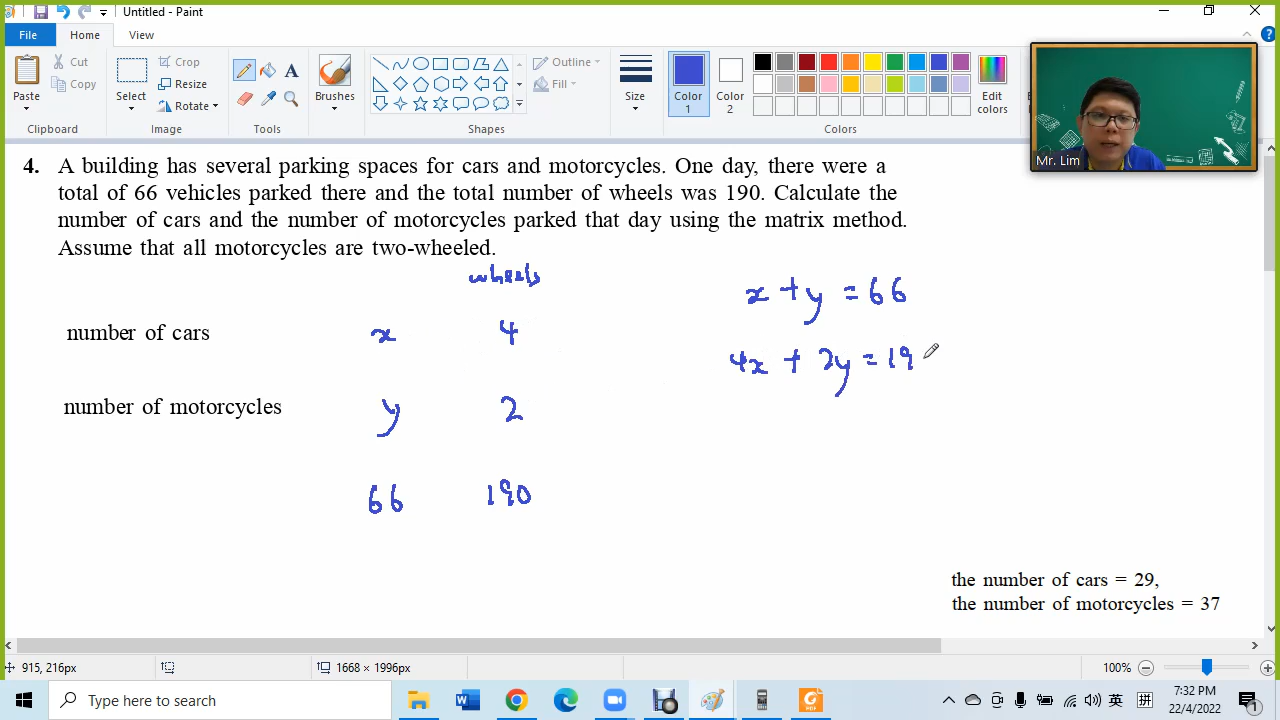 Untitled - Paint
File
Home
View
Paste
Cut
Copy
Clipboard
Select
Crop
Resize
Rotate
Image
Tools
Brushes
Outline
Fill
Shapes
Size
Color
1
Color
2
Edit
colors
Colors
Mr. Lim
4. A building has several parking spaces for cars and motorcycles. One day, there were a
total of 66 vehicles parked there and the total number of wheels was 190. Calculate the
number of cars and the number of motorcycles parked that day using the matrix method.
Assume that all motorcycles are two-wheeled.
wheels
number of cars x 4
number of motorcycles y 2
66 190
x + y = 66
4x + 2y = 19
the number of cars = 29,
the number of motorcycles = 37
915, 216px
1668 × 1996px
100%
Type here to search
英
拼
7:32 PM
22/4/2022
1